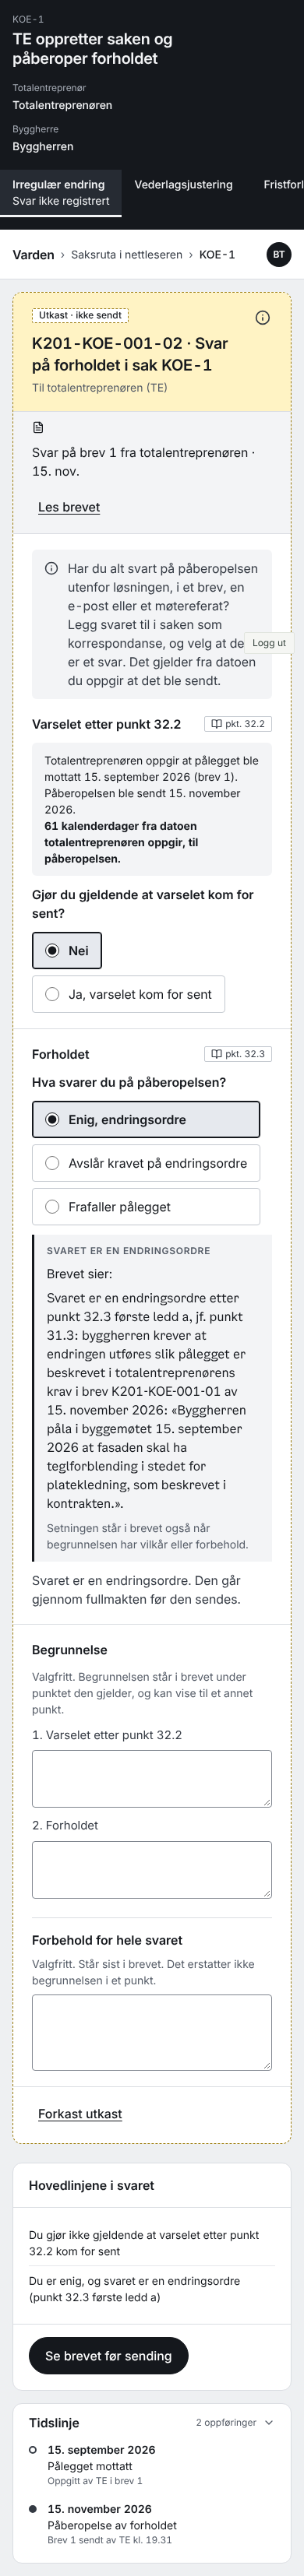 KOE-1
TE oppretter saken og
påberoper forholdet
Totalentreprenør
Totalentreprenøren
Byggherre
Byggherren
Irregulær endring
Svar ikke registrert
Vederlagsjustering
Fristforl
Varden › Saksruta i nettleseren › KOE-1
BT
Utkast · ikke sendt
K201-KOE-001-02 · Svar
på forholdet i sak KOE-1
Til totalentreprenøren (TE)
Svar på brev 1 fra totalentreprenøren ·
15. nov.
Les brevet
Har du alt svart på påberopelsen
utenfor løsningen, i et brev, en
e-post eller et møtereferat?
Legg svaret til i saken som
korrespondanse, og velg at de
er et svar. Det gjelder fra datoen
du oppgir at det ble sendt.
Logg ut
Varselet etter punkt 32.2
pkt. 32.2
Totalentreprenøren oppgir at pålegget ble
mottatt 15. september 2026 (brev 1).
Påberopelsen ble sendt 15. november
2026.
61 kalenderdager fra datoen
totalentreprenøren oppgir, til
påberopelsen.
Gjør du gjeldende at varselet kom for
sent?
Nei
Ja, varselet kom for sent
Forholdet
pkt. 32.3
Hva svarer du på påberopelsen?
Enig, endringsordre
Avslår kravet på endringsordre
Frafaller pålegget
SVARET ER EN ENDRINGSORDRE
Brevet sier:
Svaret er en endringsordre etter
punkt 32.3 første ledd a, jf. punkt
31.3: byggherren krever at
endringen utføres slik pålegget er
beskrevet i totalentreprenørens
krav i brev K201-KOE-001-01 av
15. november 2026: «Byggherren
påla i byggemøtet 15. september
2026 at fasaden skal ha
teglforblending i stedet for
platekledning, som beskrevet i
kontrakten.».
Setningen står i brevet også når
begrunnelsen har vilkår eller forbehold.
Svaret er en endringsordre. Den går
gjennom fullmakten før den sendes.
Begrunnelse
Valgfritt. Begrunnelsen står i brevet under
punktet den gjelder, og kan vise til et annet
punkt.
1. Varselet etter punkt 32.2
2. Forholdet
Forbehold for hele svaret
Valgfritt. Står sist i brevet. Det erstatter ikke
begrunnelsen i et punkt.
Forkast utkast
Hovedlinjene i svaret
Du gjør ikke gjeldende at varselet etter punkt
32.2 kom for sent
Du er enig, og svaret er en endringsordre
(punkt 32.3 første ledd a)
Se brevet før sending
Tidslinje
2 oppføringer
15. september 2026
Pålegget mottatt
Oppgitt av TE i brev 1
15. november 2026
Påberopelse av forholdet
Brev 1 sendt av TE kl. 19.31